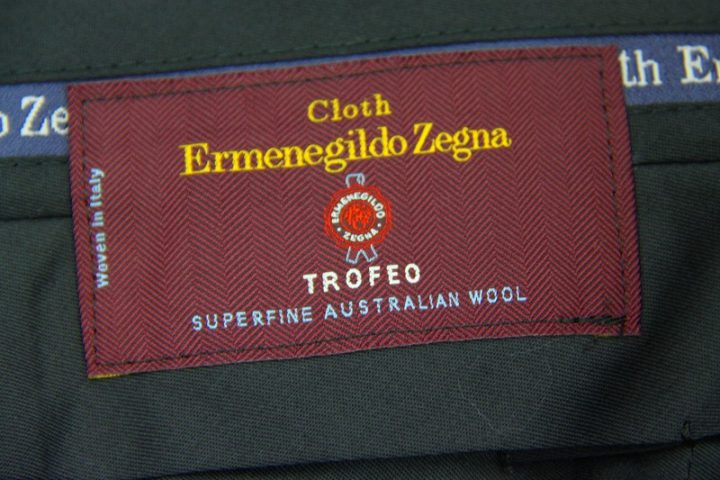 o Ze
th Er
Cloth
Ermenegildo Zegna
Woven in Italy
ERMENEGILDO
ZEGNA
TROFEO
SUPERFINE AUSTRALIAN WOOL